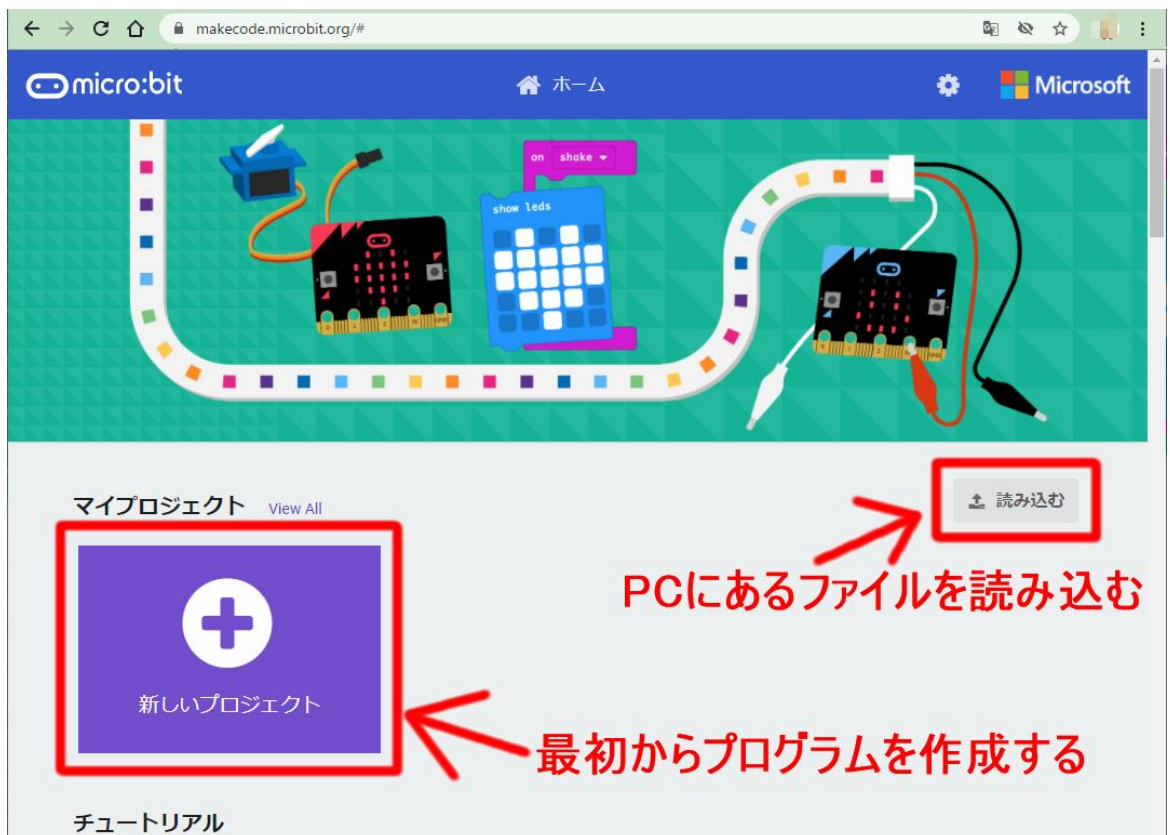 makecode.microbit.org/#
micro:bit
ホーム
Microsoft
on shake
show leds
マイプロジェクト View All
読み込む
PCにあるファイルを読み込む
新しいプロジェクト
最初からプログラムを作成する
チュートリアル